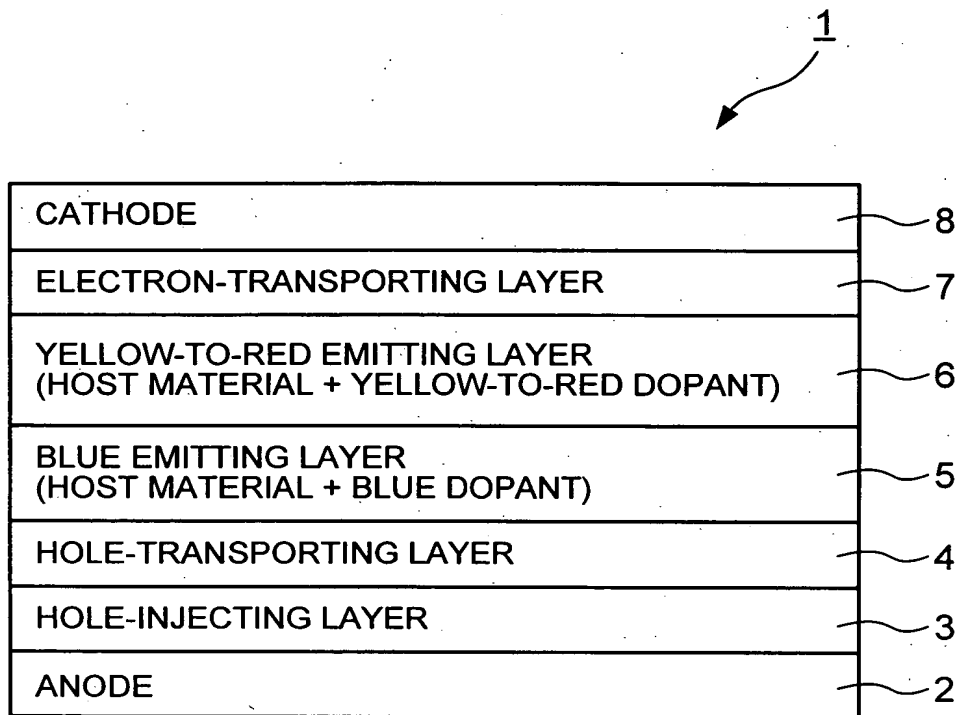 1
CATHODE
8
ELECTRON-TRANSPORTING LAYER
7
YELLOW-TO-RED EMITTING LAYER
(HOST MATERIAL + YELLOW-TO-RED DOPANT)
6
BLUE EMITTING LAYER
(HOST MATERIAL + BLUE DOPANT)
5
HOLE-TRANSPORTING LAYER
4
HOLE-INJECTING LAYER
3
ANODE
2